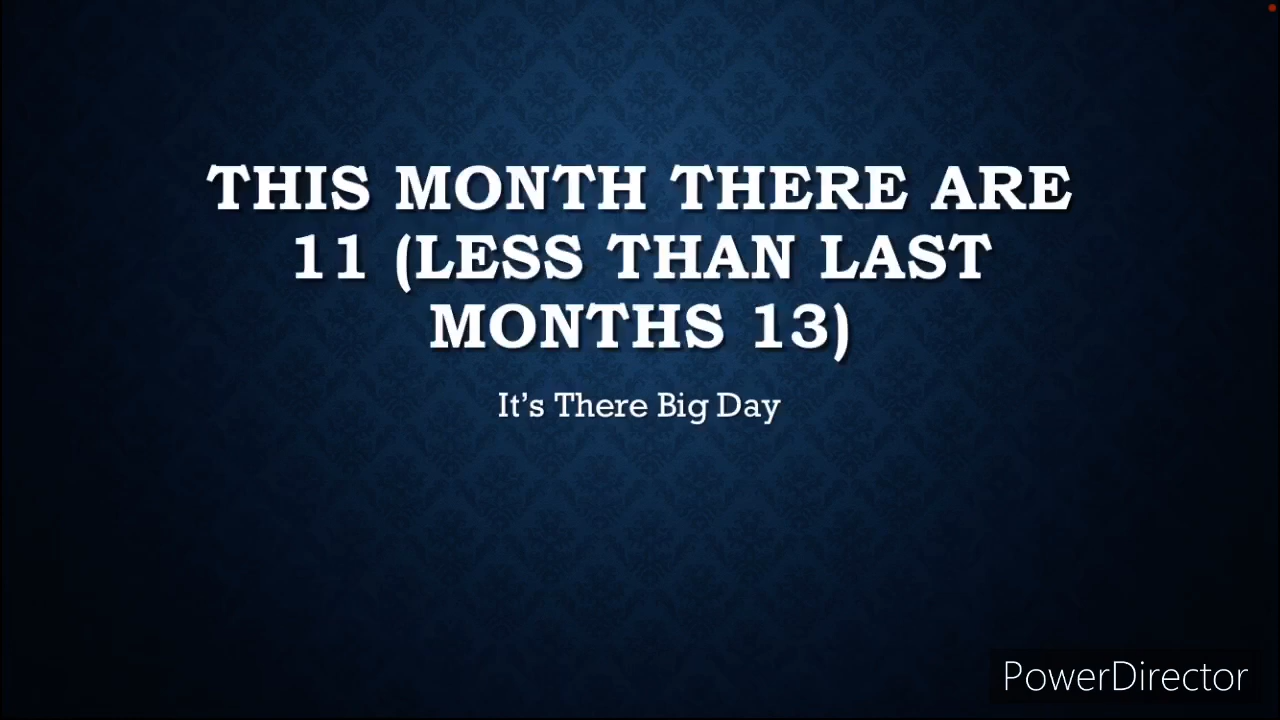 THIS MONTH THERE ARE
11 (LESS THAN LAST
MONTHS 13)
It’s There Big Day
PowerDirector